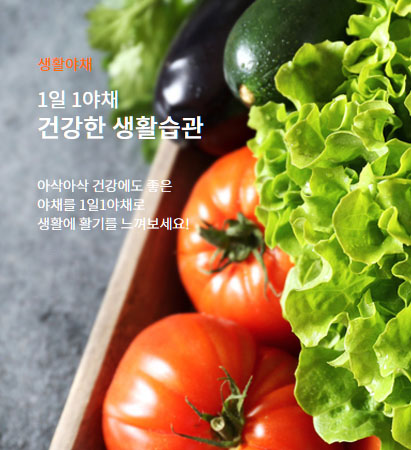 생활야채
1일 1야채
건강한 생활습관
아삭아삭 건강에도 좋은
야채를 1일1야채로
생활에 활기를 느껴보세요!